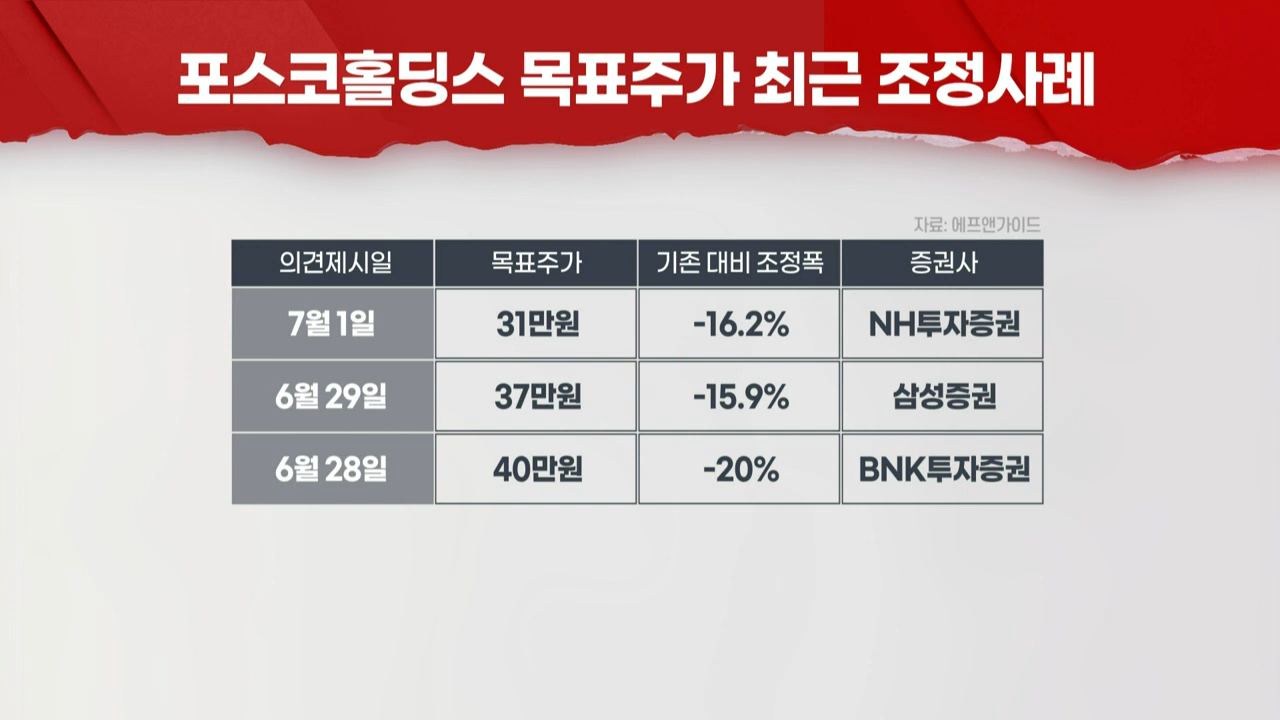 포스코홀딩스 목표주가 최근 조정사례
자료: 에프앤가이드
의견제시일 목표주가 기존 대비 조정폭 증권사
7월 1일 31만원 -16.2% NH투자증권
6월 29일 37만원 -15.9% 삼성증권
6월 28일 40만원 -20% BNK투자증권